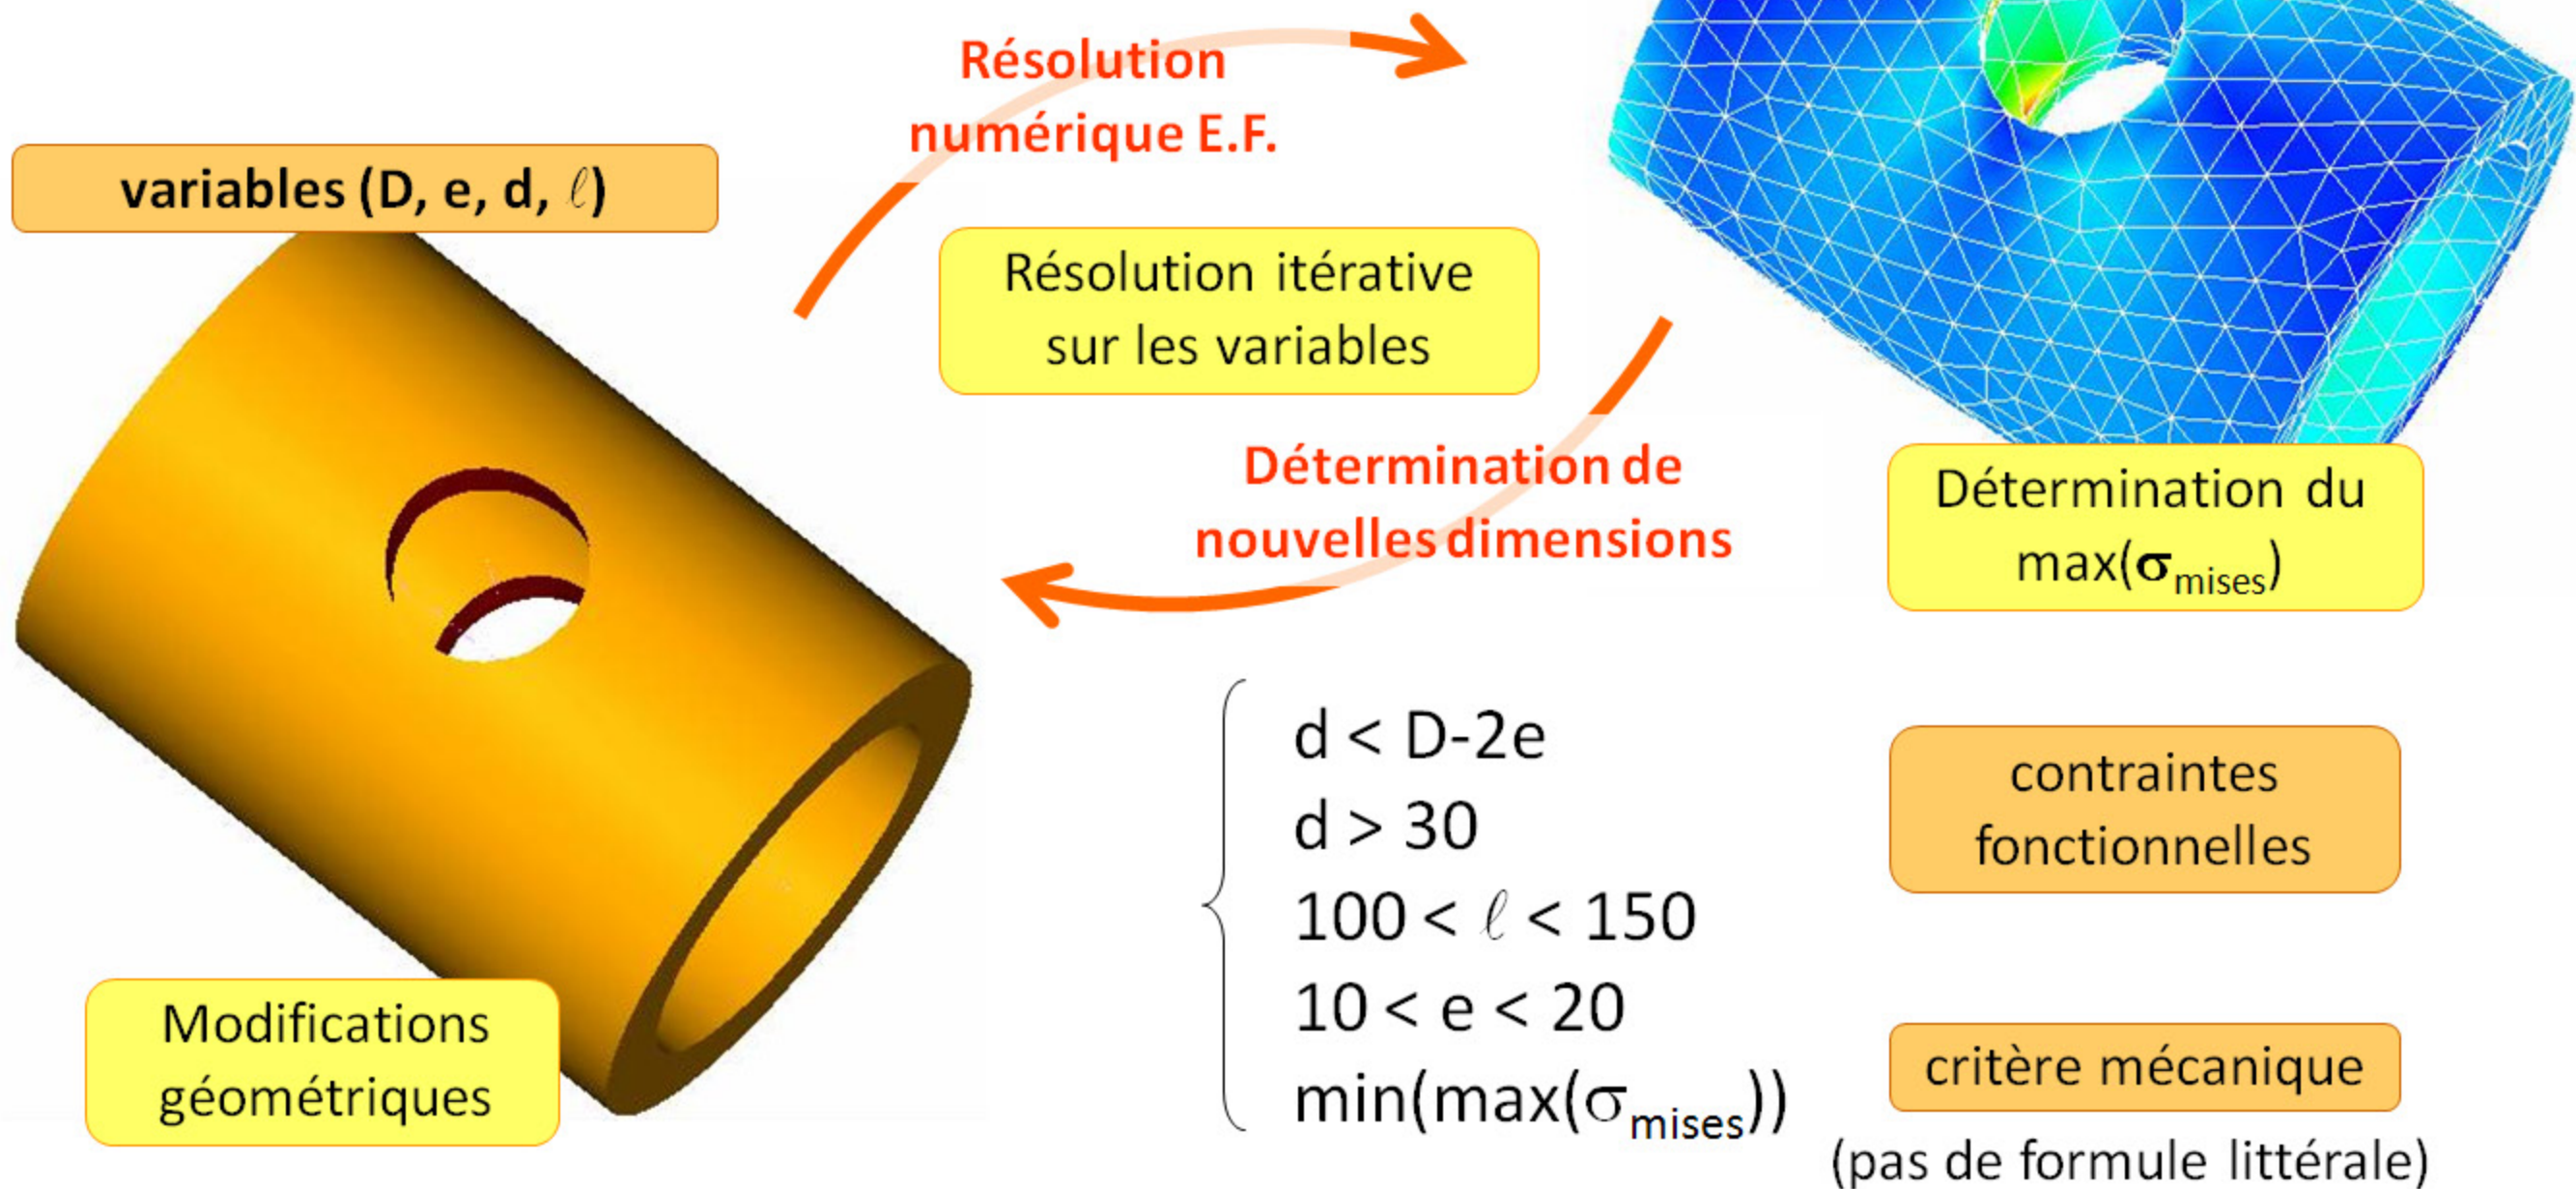 Résolution
numérique E.F.
variables (D, e, d, ℓ)
Résolution itérative
sur les variables
Détermination de
nouvelles dimensions
Détermination du
max(σmises)
d < D-2e
d > 30
100 < ℓ < 150
10 < e < 20
min(max(σmises))
contraintes
fonctionnelles
critère mécanique
(pas de formule littérale)
Modifications
géométriques